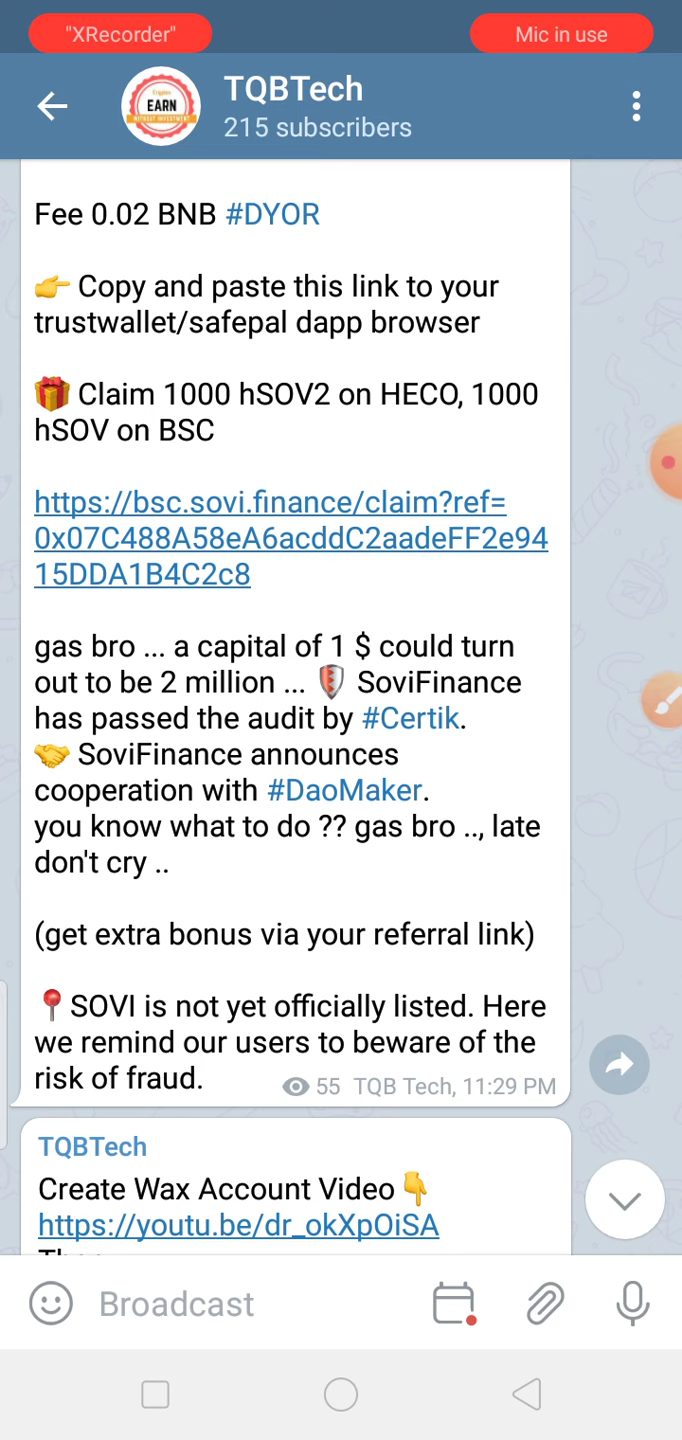 "XRecorder"
Mic in use
TQBTech
215 subscribers
EARN
Fee 0.02 BNB #DYOR
👉 Copy and paste this link to your
trustwallet/safepal dapp browser
🎁 Claim 1000 hSOV2 on HECO, 1000
hSOV on BSC
https://bsc.sovi.finance/claim?ref=
0x07C488A58eA6acddC2aadeFF2e94
15DDA1B4C2c8
gas bro ... a capital of 1 $ could turn
out to be 2 million ... 🛡 SoviFinance
has passed the audit by #Certik.
🤝 SoviFinance announces
cooperation with #DaoMaker.
you know what to do ?? gas bro .., late
don't cry ..
(get extra bonus via your referral link)
📍SOVI is not yet officially listed. Here
we remind our users to beware of the
risk of fraud.
55 TQB Tech, 11:29 PM
TQBTech
Create Wax Account Video👇
https://youtu.be/dr_okXpOiSA
Broadcast